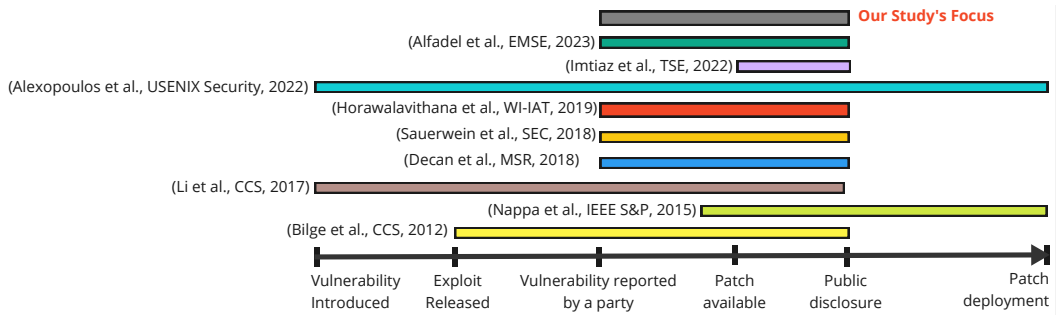 Our Study's Focus
(Alfadel et al., EMSE, 2023)
(Imtiaz et al., TSE, 2022)
(Alexopoulos et al., USENIX Security, 2022)
(Horawalavithana et al., WI-IAT, 2019)
(Sauerwein et al., SEC, 2018)
(Decan et al., MSR, 2018)
(Li et al., CCS, 2017)
(Nappa et al., IEEE S&P, 2015)
(Bilge et al., CCS, 2012)
Vulnerability
Introduced
Exploit
Released
Vulnerability reported
by a party
Patch
available
Public
disclosure
Patch
deployment